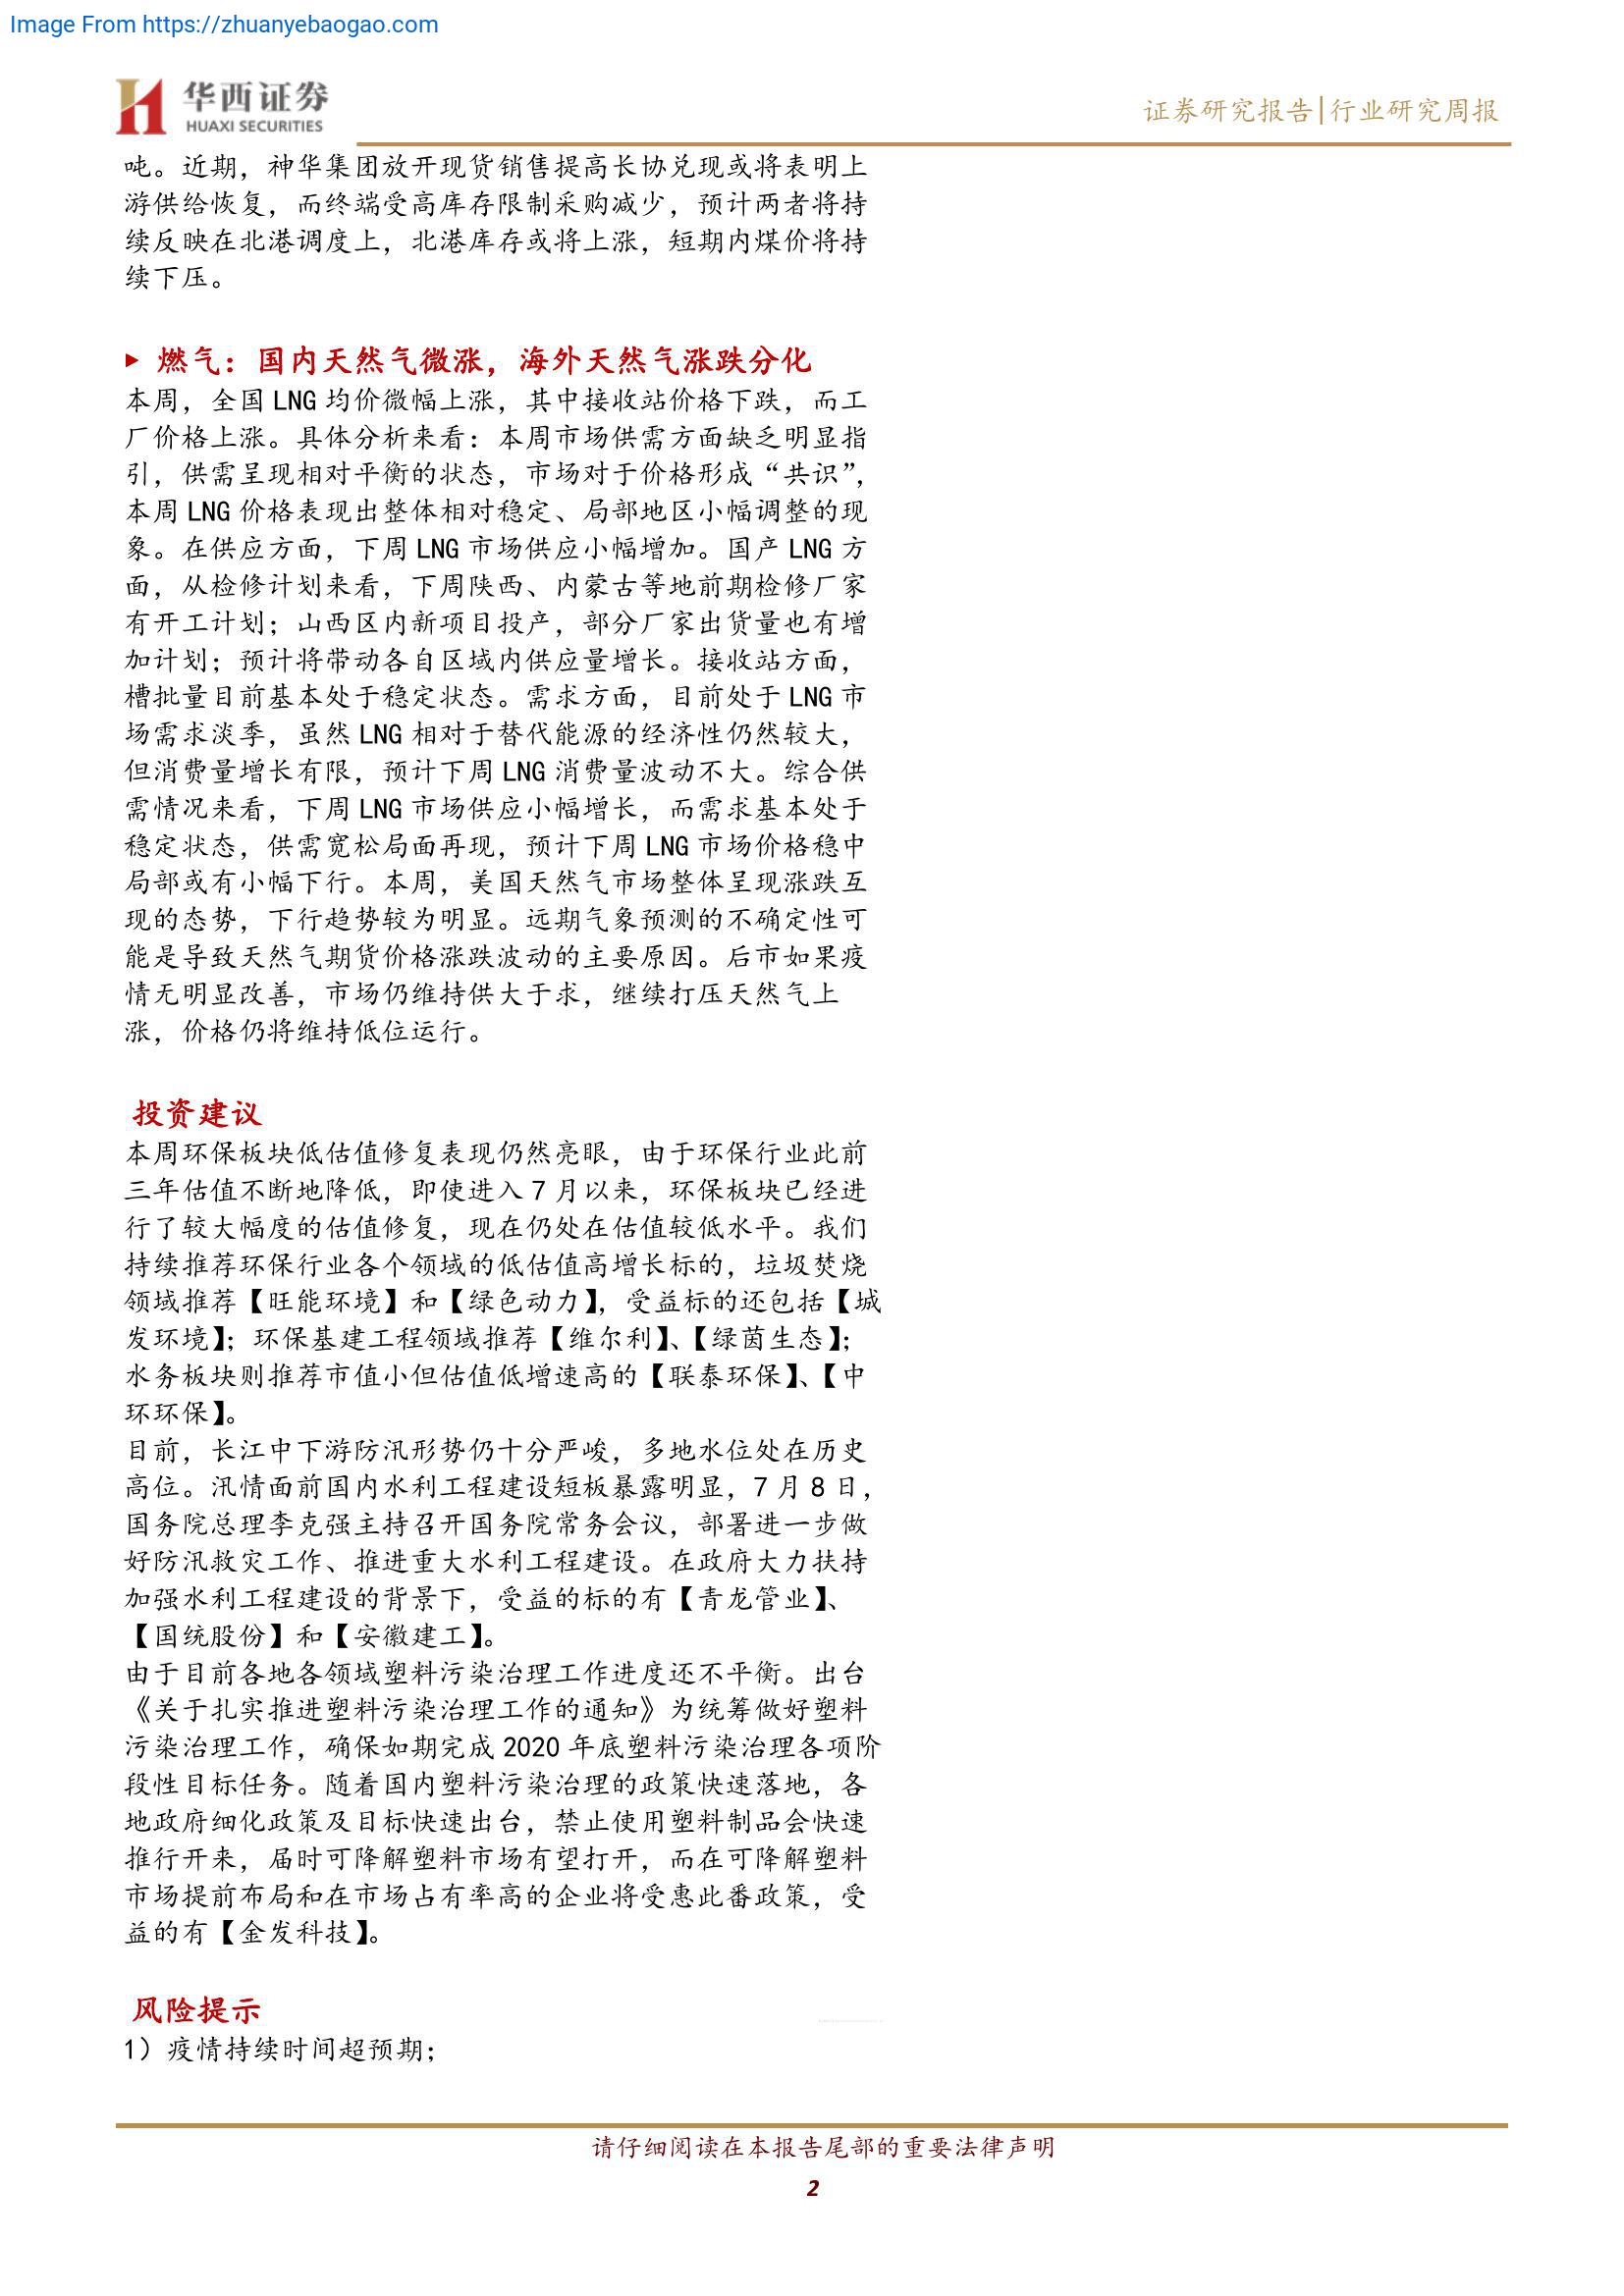 Image From https://zhuanyebaogao.com
华西证券
HUAXI SECURITIES
证券研究报告|行业研究周报
吨。近期，神华集团放开现货销售提高长协兑现或将表明上
游供给恢复，而终端受高库存限制采购减少，预计两者将持
续反映在北港调度上，北港库存或将上涨，短期内煤价将持
续下压。
▶ 燃气：国内天然气微涨，海外天然气涨跌分化
本周，全国 LNG 均价微幅上涨，其中接收站价格下跌，而工
厂价格上涨。具体分析来看：本周市场供需方面缺乏明显指
引，供需呈现相对平衡的状态，市场对于价格形成“共识”，
本周 LNG 价格表现出整体相对稳定、局部地区小幅调整的现
象。在供应方面，下周 LNG 市场供应小幅增加。国产 LNG 方
面，从检修计划来看，下周陕西、内蒙古等地前期检修厂家
有开工计划；山西区内新项目投产，部分厂家出货量也有增
加计划；预计将带动各自区域内供应量增长。接收站方面，
槽批量目前基本处于稳定状态。需求方面，目前处于 LNG 市
场需求淡季，虽然 LNG 相对于替代能源的经济性仍然较大，
但消费量增长有限，预计下周 LNG 消费量波动不大。综合供
需情况来看，下周 LNG 市场供应小幅增长，而需求基本处于
稳定状态，供需宽松局面再现，预计下周 LNG 市场价格稳中
局部或有小幅下行。本周，美国天然气市场整体呈现涨跌互
现的态势，下行趋势较为明显。远期气象预测的不确定性可
能是导致天然气期货价格涨跌波动的主要原因。后市如果疫
情无明显改善，市场仍维持供大于求，继续打压天然气上
涨，价格仍将维持低位运行。
投资建议
本周环保板块低估值修复表现仍然亮眼，由于环保行业此前
三年估值不断地降低，即使进入 7 月以来，环保板块已经进
行了较大幅度的估值修复，现在仍处在估值较低水平。我们
持续推荐环保行业各个领域的低估值高增长标的，垃圾焚烧
领域推荐【旺能环境】和【绿色动力】，受益标的还包括【城
发环境】；环保基建工程领域推荐【维尔利】、【绿茵生态】；
水务板块则推荐市值小但估值低增速高的【联泰环保】、【中
环环保】。
目前，长江中下游防汛形势仍十分严峻，多地水位处在历史
高位。汛情面前国内水利工程建设短板暴露明显，7 月 8 日，
国务院总理李克强主持召开国务院常务会议，部署进一步做
好防汛救灾工作、推进重大水利工程建设。在政府大力扶持
加强水利工程建设的背景下，受益的标的有【青龙管业】、
【国统股份】和【安徽建工】。
由于目前各地各领域塑料污染治理工作进度还不平衡。出台
《关于扎实推进塑料污染治理工作的通知》为统筹做好塑料
污染治理工作，确保如期完成 2020 年底塑料污染治理各项阶
段性目标任务。随着国内塑料污染治理的政策快速落地，各
地政府细化政策及目标快速出台，禁止使用塑料制品会快速
推行开来，届时可降解塑料市场有望打开，而在可降解塑料
市场提前布局和在市场占有率高的企业将受惠此番政策，受
益的有【金发科技】。
风险提示
1）疫情持续时间超预期；
请仔细阅读在本报告尾部的重要法律声明
2